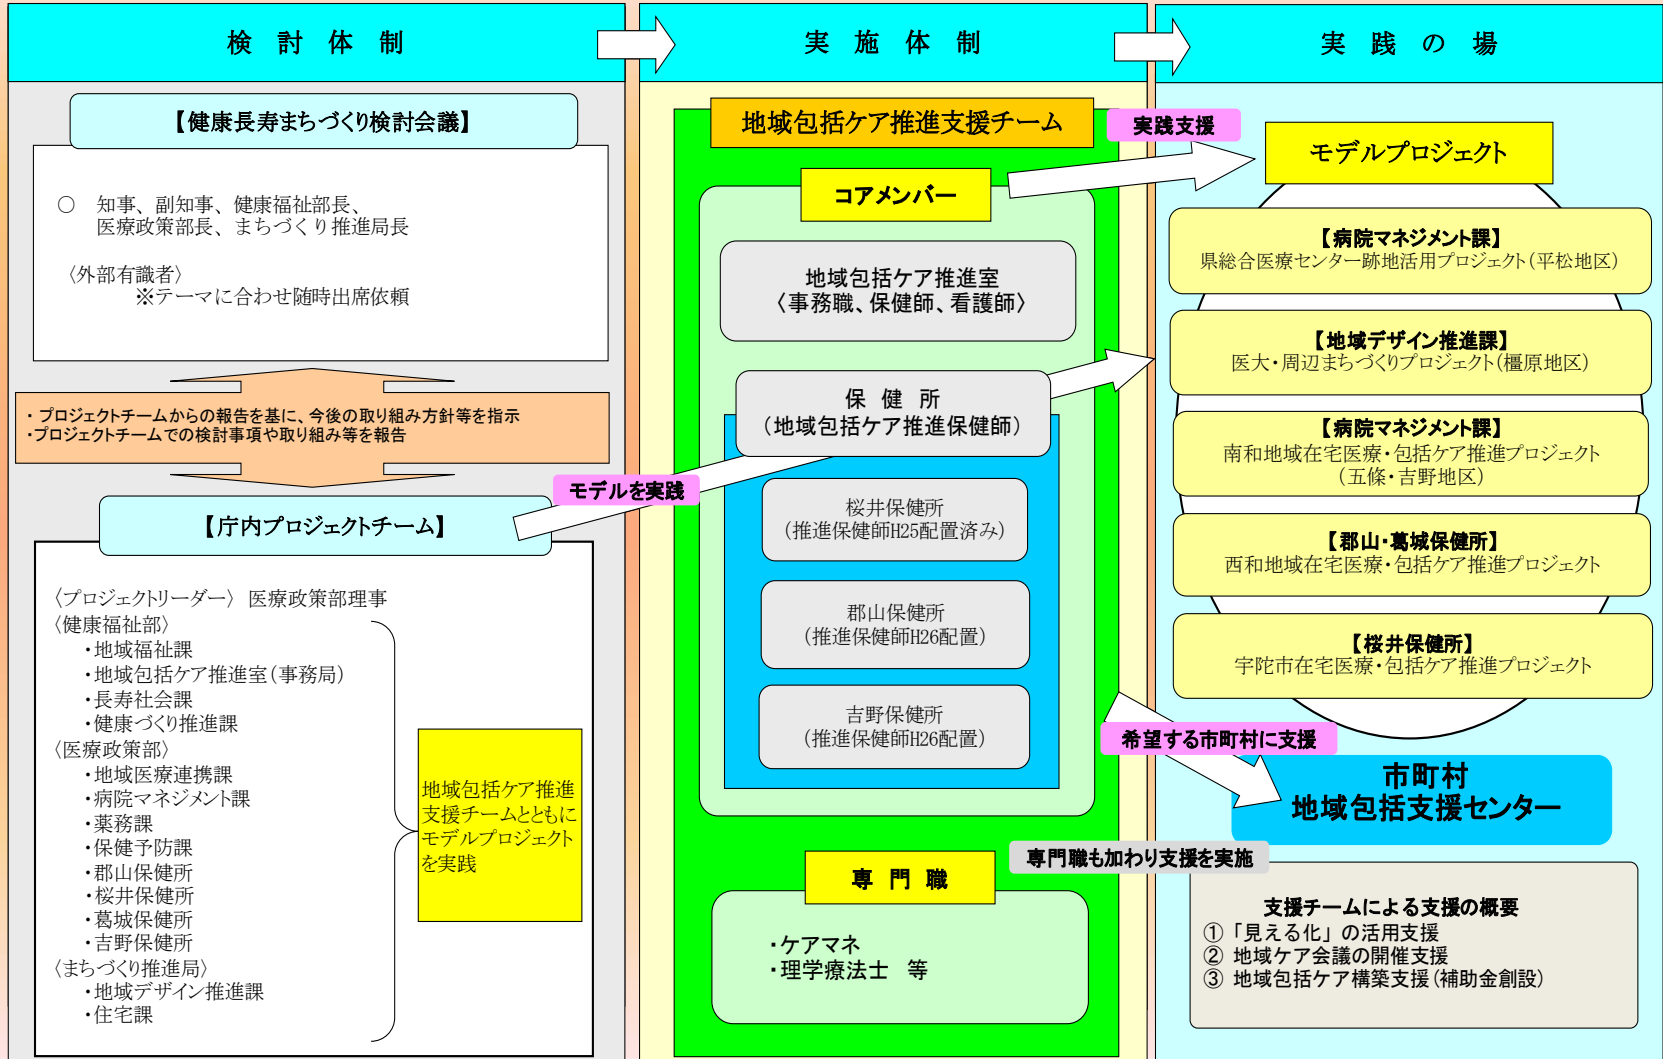 検 討 体 制
【健康長寿まちづくり検討会議】
○ 知事、副知事、健康福祉部長、
医療政策部長、まちづくり推進局長
〈外部有識者〉
※テーマに合わせ随時出席依頼
・プロジェクトチームからの報告を基に、今後の取り組み方針等を指示
・プロジェクトチームでの検討事項や取り組み等を報告
【庁内プロジェクトチーム】
〈プロジェクトリーダー〉 医療政策部理事
〈健康福祉部〉
・地域福祉課
・地域包括ケア推進室(事務局)
・長寿社会課
・健康づくり推進課
〈医療政策部〉
・地域医療連携課
・病院マネジメント課
・薬務課
・保健予防課
・郡山保健所
・桜井保健所
・葛城保健所
・吉野保健所
〈まちづくり推進局〉
・地域デザイン推進課
・住宅課
地域包括ケア推進
支援チームとともに
モデルプロジェクト
を実践
モデルを実践
実 施 体 制
地域包括ケア推進支援チーム
コアメンバー
地域包括ケア推進室
〈事務職、保健師、看護師〉
保 健 所
(地域包括ケア推進保健師)
桜井保健所
(推進保健師H25配置済み)
郡山保健所
(推進保健師H26配置)
吉野保健所
(推進保健師H26配置)
専 門 職
・ケアマネ
・理学療法士 等
実践支援
希望する市町村に支援
専門職も加わり支援を実施
実 践 の 場
モデルプロジェクト
【病院マネジメント課】
県総合医療センター跡地活用プロジェクト(平松地区)
【地域デザイン推進課】
医大・周辺まちづくりプロジェクト(橿原地区)
【病院マネジメント課】
南和地域在宅医療・包括ケア推進プロジェクト
(五條・吉野地区)
【郡山・葛城保健所】
西和地域在宅医療・包括ケア推進プロジェクト
【桜井保健所】
宇陀市在宅医療・包括ケア推進プロジェクト
市町村
地域包括支援センター
支援チームによる支援の概要
① 「見える化」の活用支援
② 地域ケア会議の開催支援
③ 地域包括ケア構築支援(補助金創設)